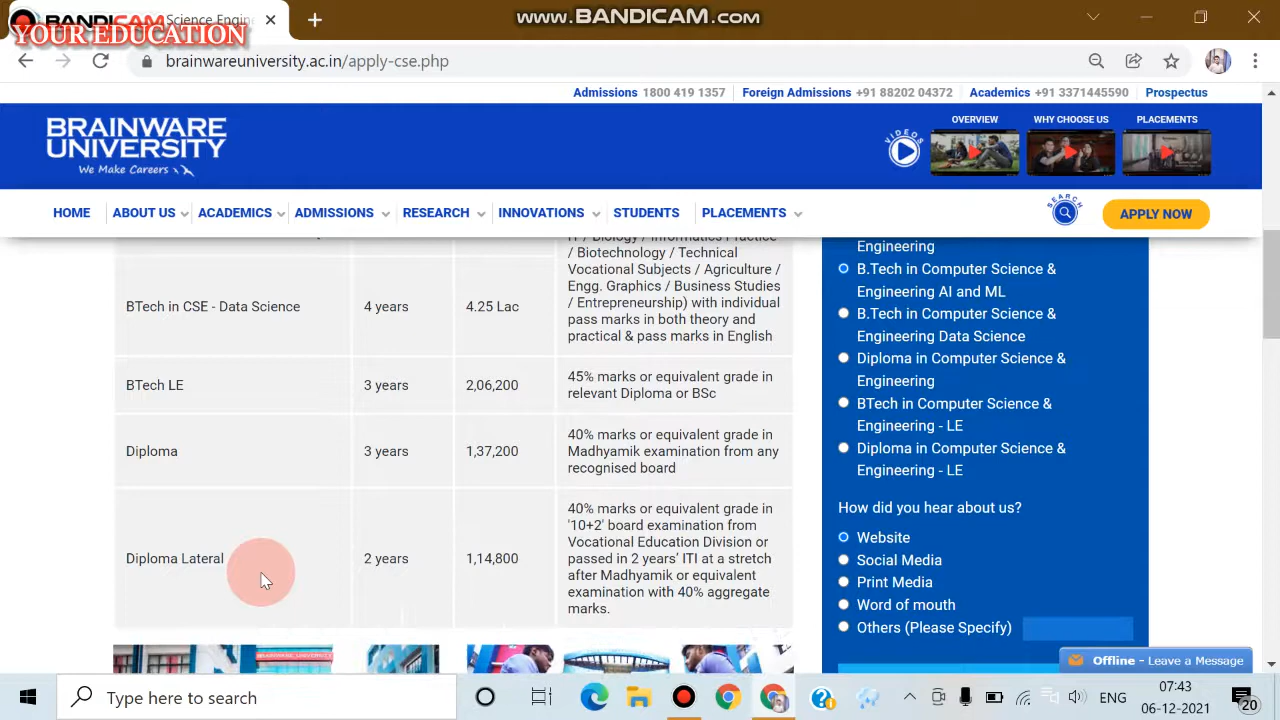 www.BANDICAM.com
Science Engin
YOUR EDUCATION
brainwareuniversity.ac.in/apply-cse.php
Admissions 1800 419 1357 Foreign Admissions +91 88202 04372 Academics +91 3371445590 Prospectus
BRAINWARE
UNIVERSITY
We Make Careers
VIDEOS
OVERVIEW WHY CHOOSE US PLACEMENTS
HOME ABOUT US ACADEMICS ADMISSIONS RESEARCH INNOVATIONS STUDENTS PLACEMENTS
SEARCH
APPLY NOW
IT / Biology / Informatics Practice
/ Biotechnology / Technical
Vocational Subjects / Agriculture /
Engg. Graphics / Business Studies
/ Entrepreneurship) with individual
pass marks in both theory and
practical & pass marks in English
BTech in CSE - Data Science 4 years 4.25 Lac
BTech LE 3 years 2,06,200
45% marks or equivalent grade in
relevant Diploma or BSc
Diploma 3 years 1,37,200
40% marks or equivalent grade in
Madhyamik examination from any
recognised board
Diploma Lateral 2 years 1,14,800
40% marks or equivalent grade in
'10+2' board examination from
Vocational Education Division or
passed in 2 years' ITI at a stretch
after Madhyamik or equivalent
examination with 40% aggregate
marks.
Engineering
B.Tech in Computer Science &
Engineering AI and ML
B.Tech in Computer Science &
Engineering Data Science
Diploma in Computer Science &
Engineering
BTech in Computer Science &
Engineering - LE
Diploma in Computer Science &
Engineering - LE
How did you hear about us?
Website
Social Media
Print Media
Word of mouth
Others (Please Specify)
Offline - Leave a Message
Type here to search
ENG
07:43
06-12-2021
20